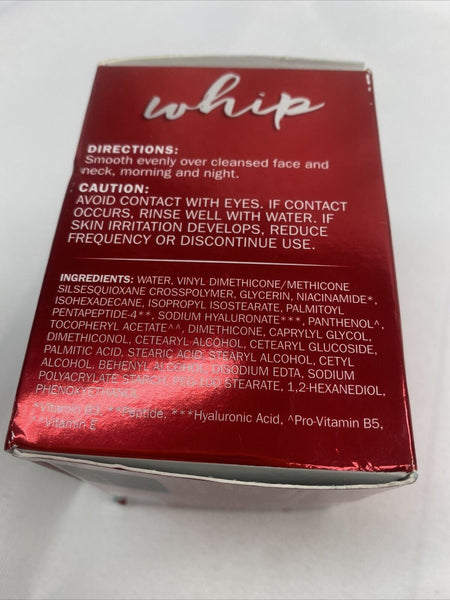 whip
DIRECTIONS:
Smooth evenly over cleansed face and
neck, morning and night.
CAUTION:
AVOID CONTACT WITH EYES. IF CONTACT
OCCURS, RINSE WELL WITH WATER. IF
SKIN IRRITATION DEVELOPS, REDUCE
FREQUENCY OR DISCONTINUE USE.
INGREDIENTS: WATER, VINYL DIMETHICONE/METHICONE
SILSESQUIOXANE CROSSPOLYMER, GLYCERIN, NIACINAMIDE*,
ISOHEXADECANE, ISOPROPYL ISOSTEARATE, PALMITOYL
PENTAPEPTIDE-4**, SODIUM HYALURONATE***, PANTHENOL^,
TOCOPHERYL ACETATE^^, DIMETHICONE, CAPRYLYL GLYCOL,
DIMETHICONOL, CETEARYL ALCOHOL, CETEARYL GLUCOSIDE,
PALMITIC ACID, STEARIC ACID, STEARYL ALCOHOL, CETYL
ALCOHOL, BEHENYL ALCOHOL, DISODIUM EDTA, SODIUM
POLYACRYLATE STARCH, PEG-100 STEARATE, 1,2-HEXANEDIOL,
PHENOXYETHANOL
*Vitamin B3, **Peptide, ***Hyaluronic Acid, ^Pro-Vitamin B5,
^^Vitamin E